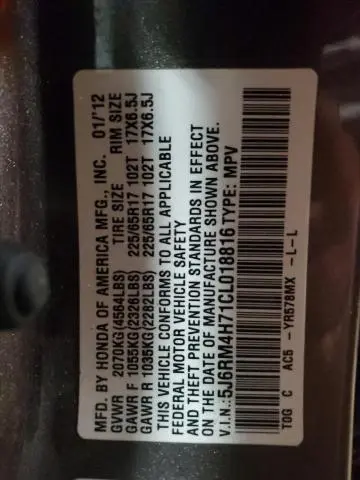 MFD. BY HONDA OF AMERICA MFG., INC. 01/'12
GVWR 2070KG(4564LBS) TIRE SIZE RIM SIZE
GAWR F 1055KG(2326LBS) 225/65R17 102T 17X6.5J
GAWR R 1035KG(2282LBS) 225/65R17 102T 17X6.5J
THIS VEHICLE CONFORMS TO ALL APPLICABLE
FEDERAL MOTOR VEHICLE SAFETY
AND THEFT PREVENTION STANDARDS IN EFFECT
ON THE DATE OF MANUFACTURE SHOWN ABOVE.
V.I.N.: 5J6RM4H71CL018816 TYPE: MPV
TOG C AC5 -YR578MX -L-L